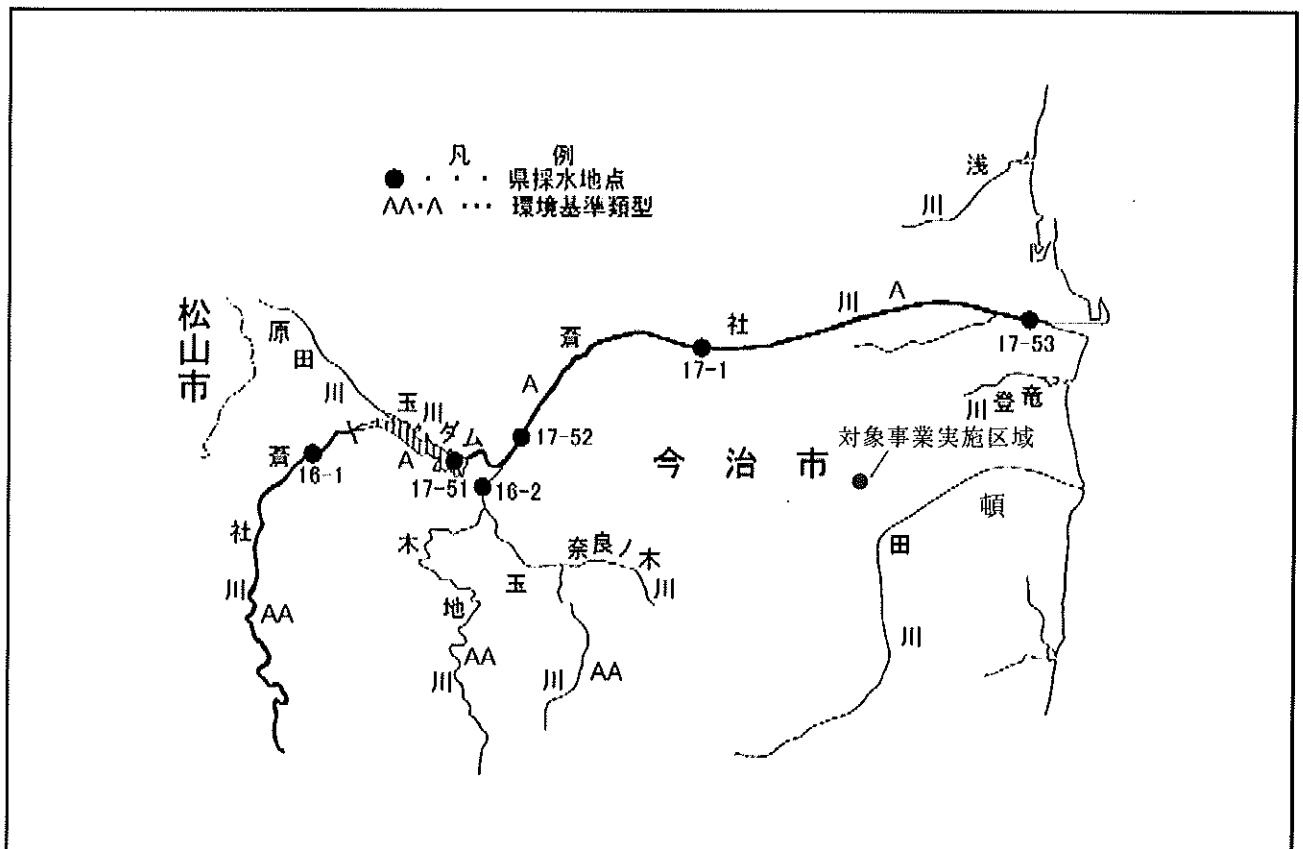 凡 例
● ・ ・ ・ 県採水地点
AA・A ・・・ 環境基準類型
浅川
松山市
原田川
玉川ダム
A
蒼社川
A
A
17-53
17-1
17-52
17-51
16-1
16-2
竜登川
対象事業実施区域
今治市
頓田川
蒼社川
AA
木地川
AA
奈良ノ木川
玉川
AA